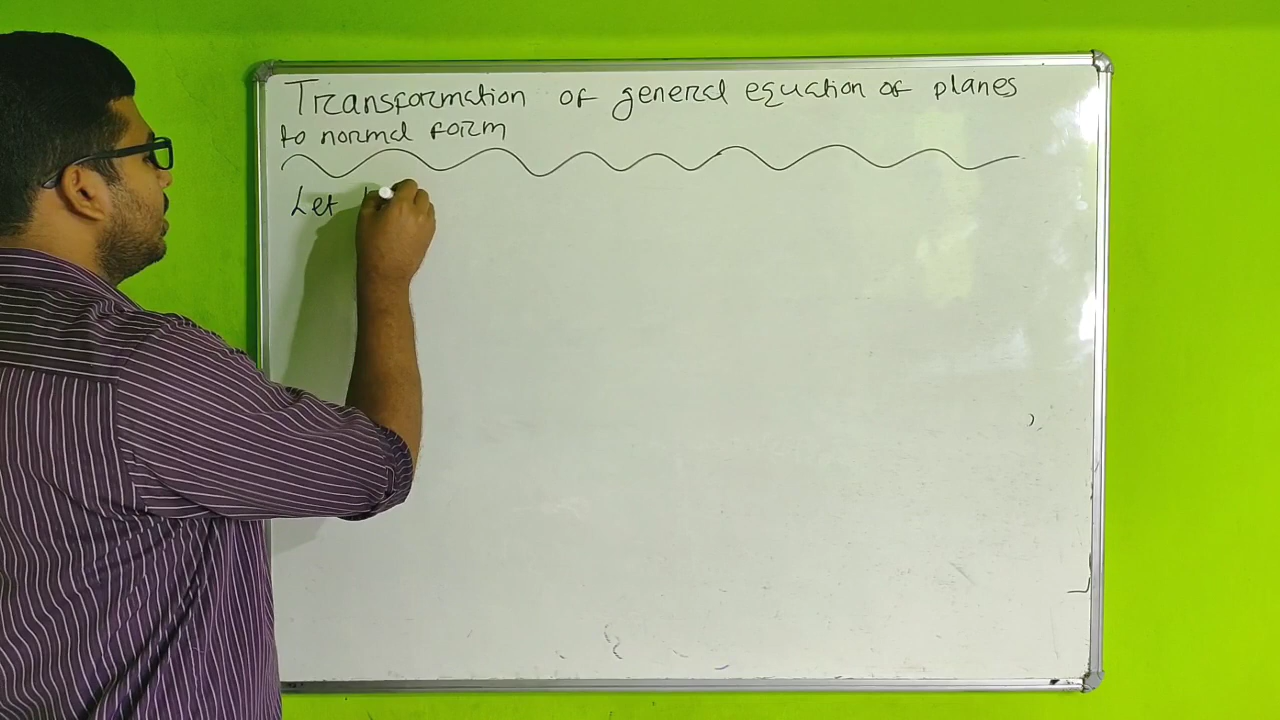 Transformation of general equation of planes
to normal form
Let